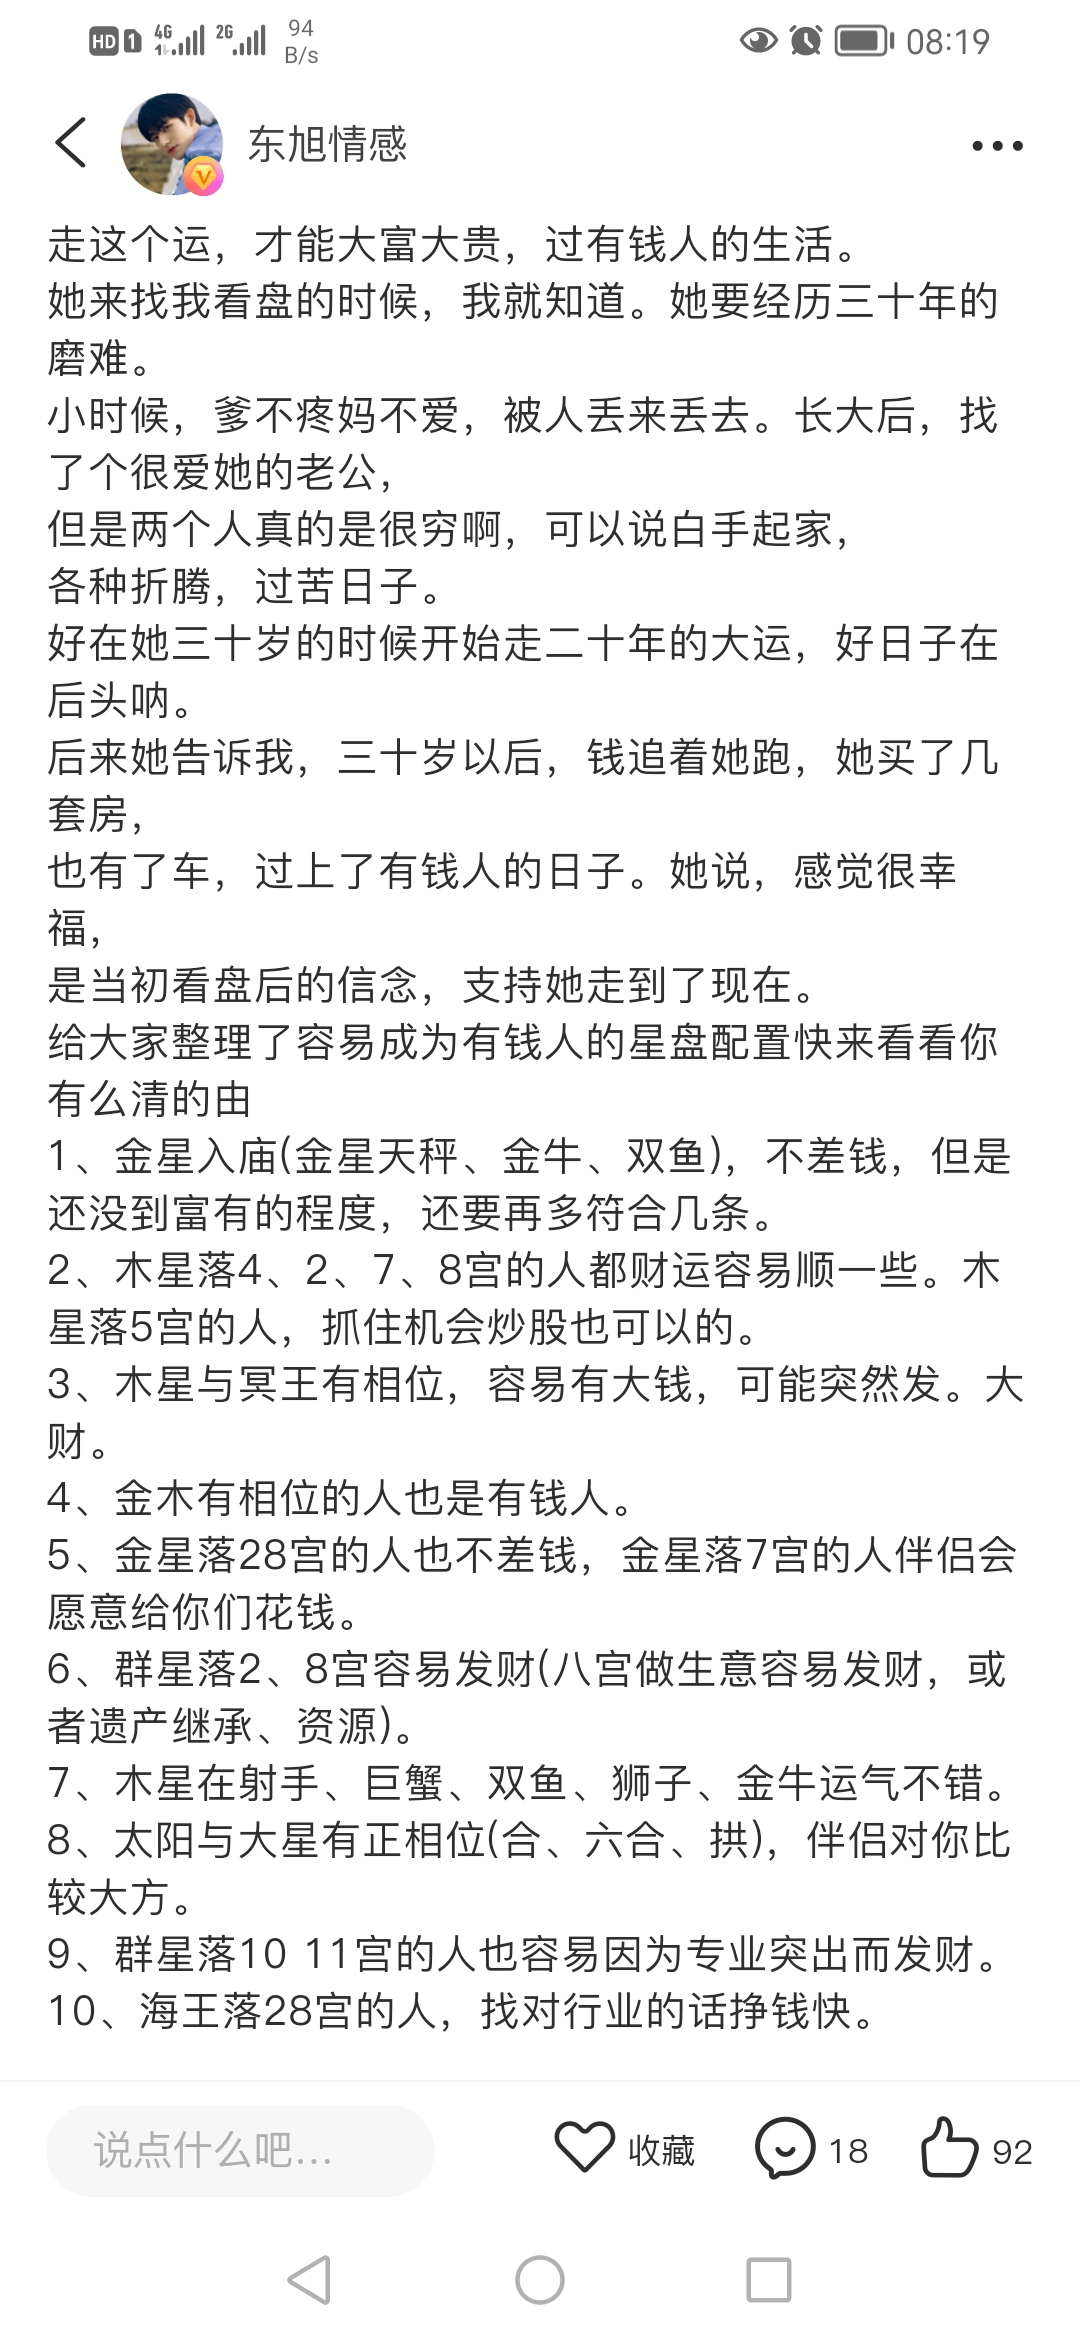 HD 1 4G 2G 94 B/s 08:19
东旭情感
走这个运，才能大富大贵，过有钱人的生活。
她来找我看盘的时候，我就知道。她要经历三十年的
磨难。
小时候，爹不疼妈不爱，被人丢来丢去。长大后，找
了个很爱她的老公，
但是两个人真的是很穷啊，可以说白手起家，
各种折腾，过苦日子。
好在她三十岁的时候开始走二十年的大运，好日子在
后头呐。
后来她告诉我，三十岁以后，钱追着她跑，她买了几
套房，
也有了车，过上了有钱人的日子。她说，感觉很幸
福，
是当初看盘后的信念，支持她走到了现在。
给大家整理了容易成为有钱人的星盘配置快来看看你
有么清的由
1、金星入庙(金星天秤、金牛、双鱼)，不差钱，但是
还没到富有的程度，还要再多符合几条。
2、木星落4、2、7、8宫的人都财运容易顺一些。木
星落5宫的人，抓住机会炒股也可以的。
3、木星与冥王有相位，容易有大钱，可能突然发。大
财。
4、金木有相位的人也是有钱人。
5、金星落28宫的人也不差钱，金星落7宫的人伴侣会
愿意给你们花钱。
6、群星落2、8宫容易发财(八宫做生意容易发财，或
者遗产继承、资源)。
7、木星在射手、巨蟹、双鱼、狮子、金牛运气不错。
8、太阳与大星有正相位(合、六合、拱)，伴侣对你比
较大方。
9、群星落10 11宫的人也容易因为专业突出而发财。
10、海王落28宫的人，找对行业的话挣钱快。
说点什么吧... 收藏 18 92